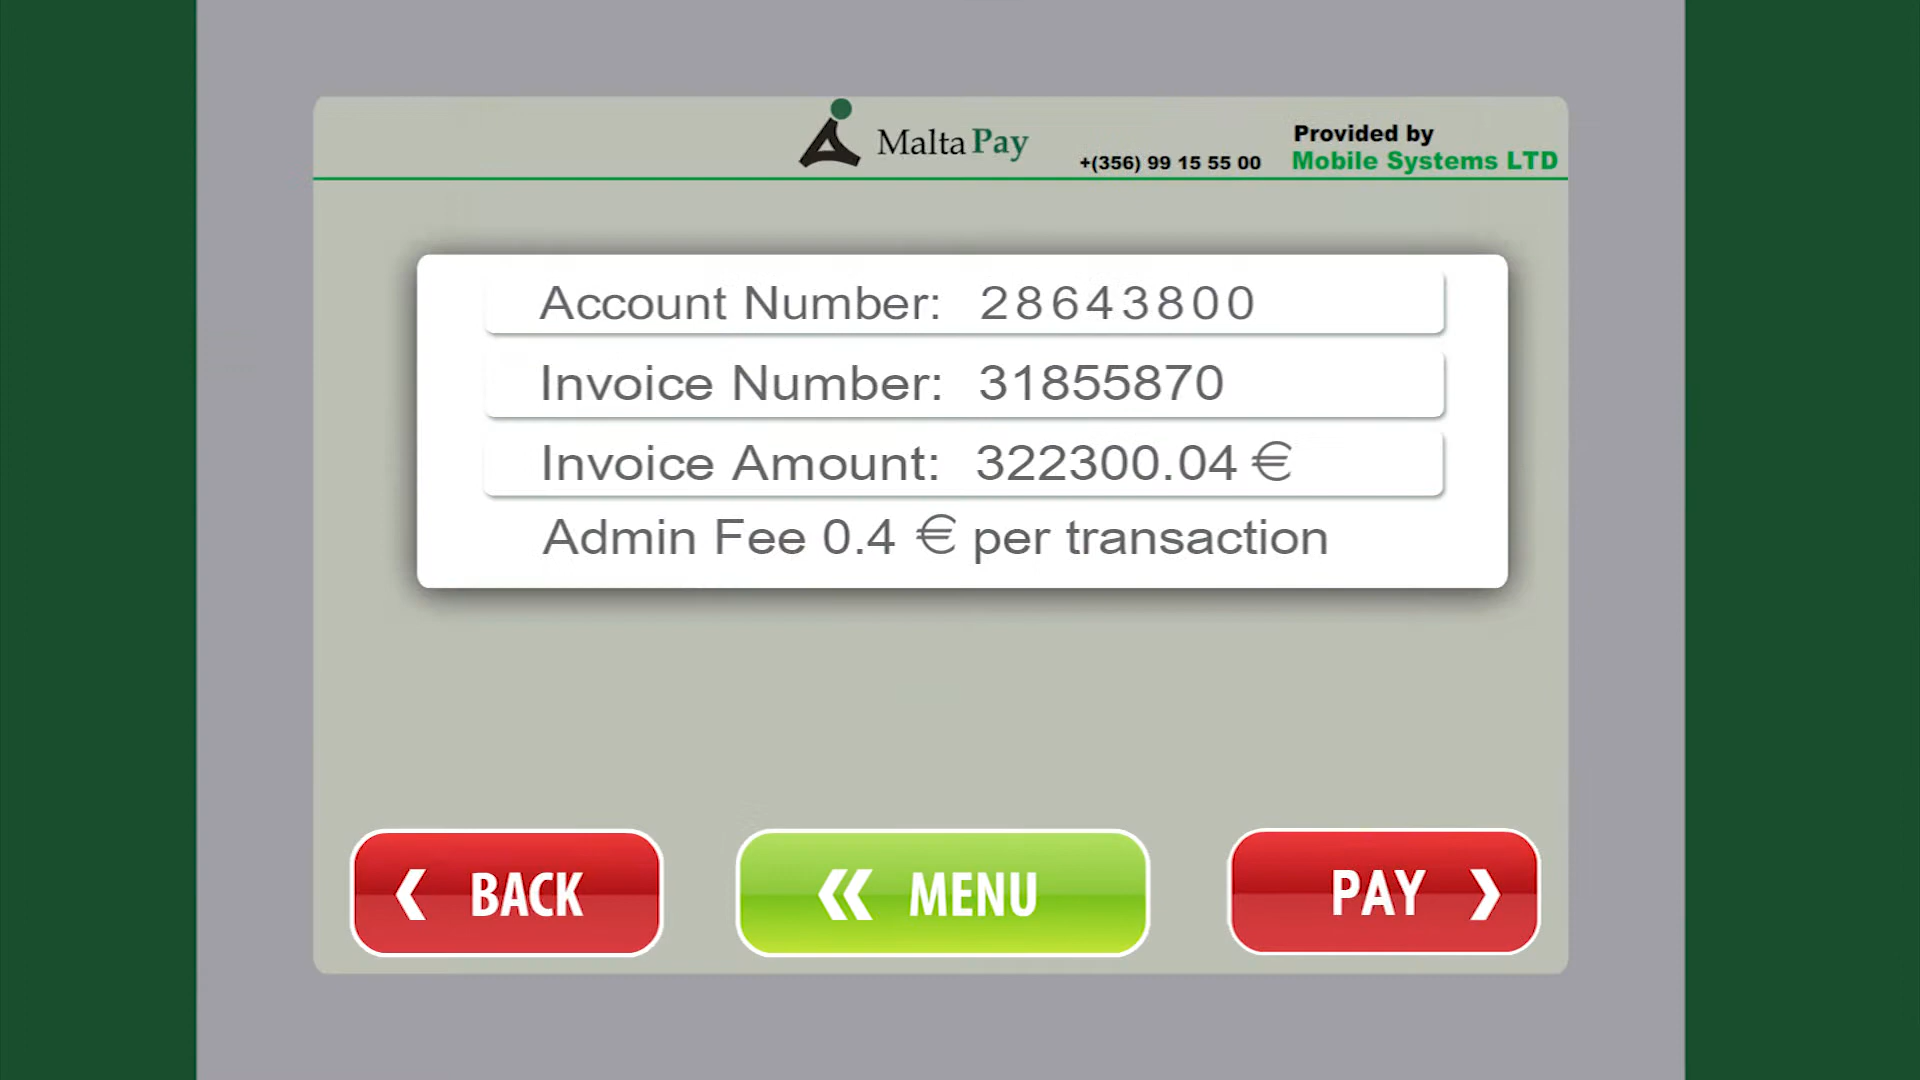 Malta Pay
+(356) 99 15 55 00
Provided by
Mobile Systems LTD
Account Number: 28643800
Invoice Number: 31855870
Invoice Amount: 322300.04 €
Admin Fee 0.4 € per transaction
BACK
MENU
PAY